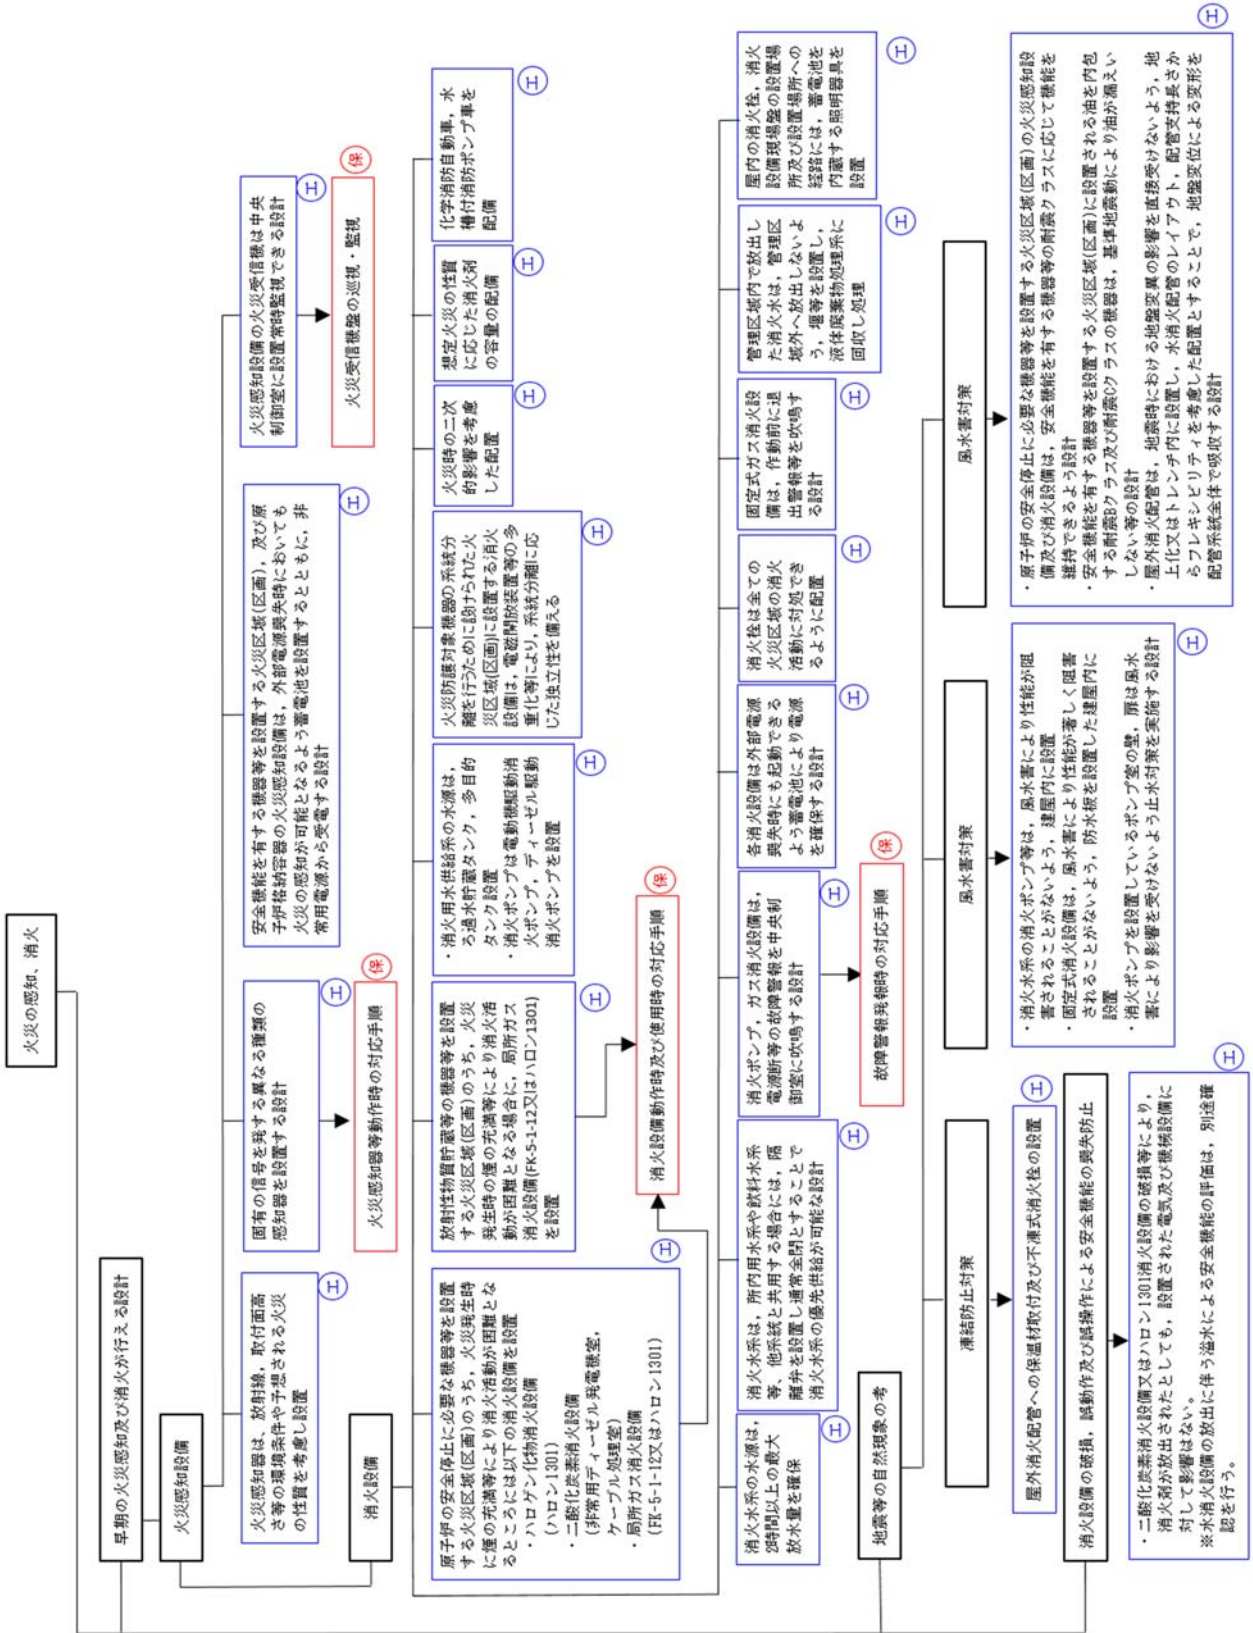 火災の感知、消火
早期の火災感知及び消火が行える設計
火災感知設備
火災感知器は、放射線，取付面高
さ等の環境条件や予想される火災
の性質を考慮し設置
エ
固有の信号を発する異なる種類の
感知器を設置する設計
エ
火災感知器等動作時の対応手順
保
安全機能を有する機器等を設置する火災区域(区画)，及び原
子炉格納容器の火災感知設備は，外部電源喪失時においても
火災の感知が可能となるよう蓄電池を設置するとともに，非
常用電源から受電する設計
エ
火災感知設備の火災受信機は中央
制御室に設置常時監視できる設計
エ
火災受信機盤の巡視・監視
保
消火設備
原子炉の安全停止に必要な機器等を設置
する火災区域(区画)のうち，火災発生時
に煙の充満等により消火活動が困難とな
るところには以下の消火設備を設置
・ハロゲン化物消火設備
(ハロン1301)
・二酸化炭素消火設備
(非常用ディーゼル発電機室，
ケーブル処理室)
・局所ガス消火設備
(FK-5-1-12又はハロン1301)
エ
放射性物質貯蔵等の機器等を設置
する火災区域(区画)のうち，火災
発生時の煙の充満等により消火活
動が困難となる場合に，局所ガス
消火設備(FK-5-1-12又はハロン1301)
を設置
エ
消火設備動作時及び使用時の対応手順
保
・消火用水供給系の水源は，
ろ過水貯蔵タンク，多目的
タンク設置
・消火ポンプは電動機駆動消
火ポンプ，ディーゼル駆動
消火ポンプを設置
エ
火災防護対象機器の系統分
離を行うために設けられた火
災区域(区画)に設置する消火
設備は，電磁開放装置等の多
重化等により，系統分離に応
じた独立性を備える
エ
火災時の二次
的影響を考慮
した配置
エ
想定火災の性質
に応じた消火剤
の容量の配備
エ
化学消防自動車，水
槽付消防ポンプ車を
配備
エ
消火水系の水源は，
2時間以上の最大
放水量を確保
エ
消火水系は，所内用水系や飲料水系
等、他系統と共用する場合には，隔
離弁を設置し通常全閉とすることで
消火水系の優先供給が可能な設計
エ
消火ポンプ，ガス消火設備は，
電源断等の故障警報を中央制
御室に吹鳴する設計
エ
故障警報発報時の対応手順
保
各消火設備は外部電源
喪失時にも起動できる
よう蓄電池により電源
を確保する設計
エ
消火栓は全ての
火災区域の消火
活動に対処でき
るように配置
エ
固定式ガス消火設
備は，作動前に退
出警報等を吹鳴す
る設計
エ
管理区域内で放出し
た消火水は，管理区
域外へ放出しないよ
う，堰等を設置し，
液体廃棄物処理系に
回収し処理
エ
屋内の消火栓，消火
設備現場盤の設置場
所及び設置場所への
経路には，蓄電池を
内蔵する照明器具を
設置
エ
地震等の自然現象の考
凍結防止対策
屋外消火配管への保温材取付及び不凍式消火栓の設置
エ
風水害対策
・消火水系の消火ポンプ等は，風水害により性能が阻
害されることがないよう，建屋内に設置
・固定式消火設備は，風水害により性能が著しく阻害
されることがないよう，防水板を設置した建屋内に
設置
・消火ポンプを設置しているポンプ室の壁，扉は風水
害により影響を受けないよう止水対策を実施する設計
エ
風水害対策
・原子炉の安全停止に必要な機器等を設置する火災区域(区画)の火災感知設
備及び消火設備は，安全機能を有する機器等の耐震クラスに応じて機能を
維持できるよう設計
・安全機能を有する機器等を設置する火災区域(区画)に設置される油を内包
する耐震Bクラス及び耐震Cクラスの機器は，基準地震動により油が漏えい
しない等の設計
・屋外消火配管は，地震時における地盤変異の影響を直接受けないよう，地
上化又はトレンチ内に設置し，水消火配管のレイアウト，配管支持長さか
らフレキシビリティを考慮した配置とすることで，地盤変位による変形を
配管系統全体で吸収する設計
エ
消火設備の破損，誤動作及び誤操作による安全機能の喪失防止
・二酸化炭素消火設備又はハロン1301消火設備の破損等により，
消火剤が放出されたとしても，設置された電気及び機械設備に
対して影響はない。
※水消火設備の放出に伴う溢水による安全機能の評価は，別途確
認を行う。
エ